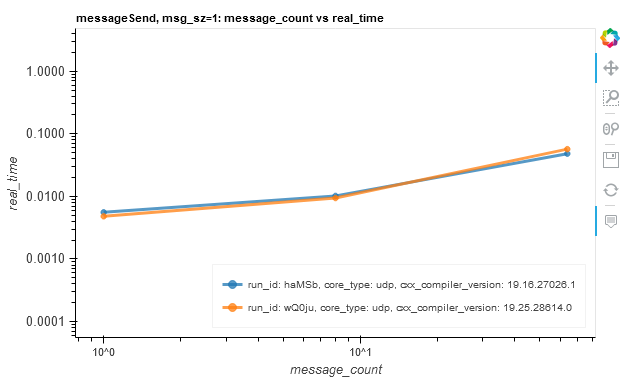 messageSend, msg_sz=1: message_count vs real_time
1.0000
0.1000
0.0100
0.0010
0.0001
real_time
run_id: haMSb, core_type: udp, cxx_compiler_version: 19.16.27026.1
run_id: wQ0ju, core_type: udp, cxx_compiler_version: 19.25.28614.0
10^0
10^1
message_count